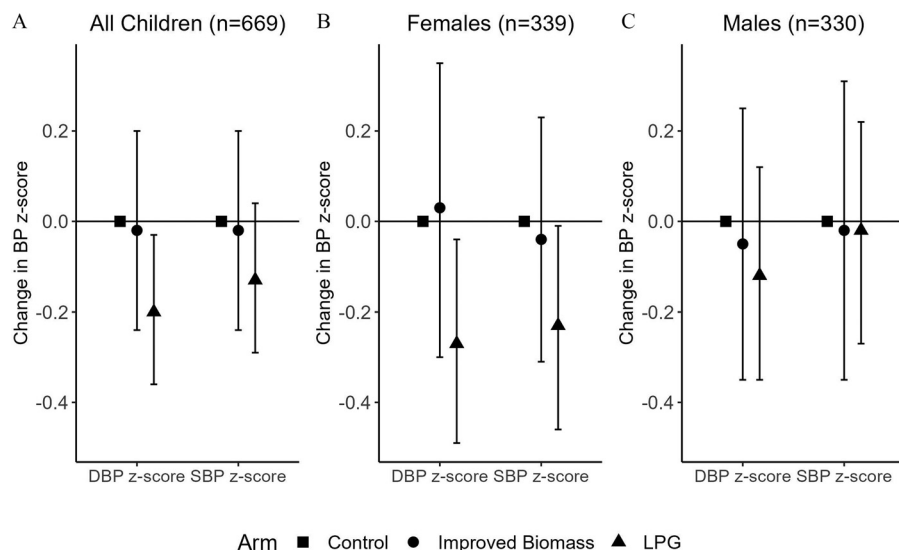 A All Children (n=669)
Change in BP z-score
0.2
0.0
-0.2
-0.4
DBP z-score SBP z-score
B Females (n=339)
Change in BP z-score
0.2
0.0
-0.2
-0.4
DBP z-score SBP z-score
C Males (n=330)
Change in BP z-score
0.2
0.0
-0.2
-0.4
DBP z-score SBP z-score
Arm Control Improved Biomass LPG